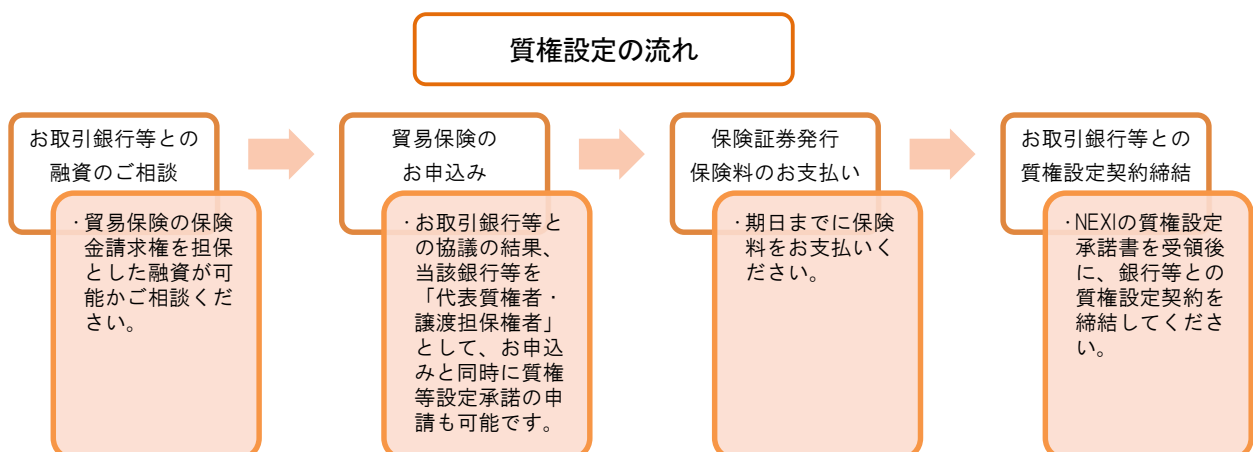 質権設定の流れ
お取引銀行等との
融資のご相談
・貿易保険の保険
金請求権を担保
とした融資が可
能かご相談くだ
さい。
貿易保険の
お申込み
・お取引銀行等と
の協議の結果、
当該銀行等を
「代表質権者・
譲渡担保権者」
として、お申込
みと同時に質権
等設定承諾の申
請も可能です。
保険証券発行
保険料のお支払い
・期日までに保険
料をお支払いく
ださい。
お取引銀行等との
質権設定契約締結
・NEXIの質権設定
承諾書を受領後
に、銀行等との
質権設定契約を
締結してくださ
い。